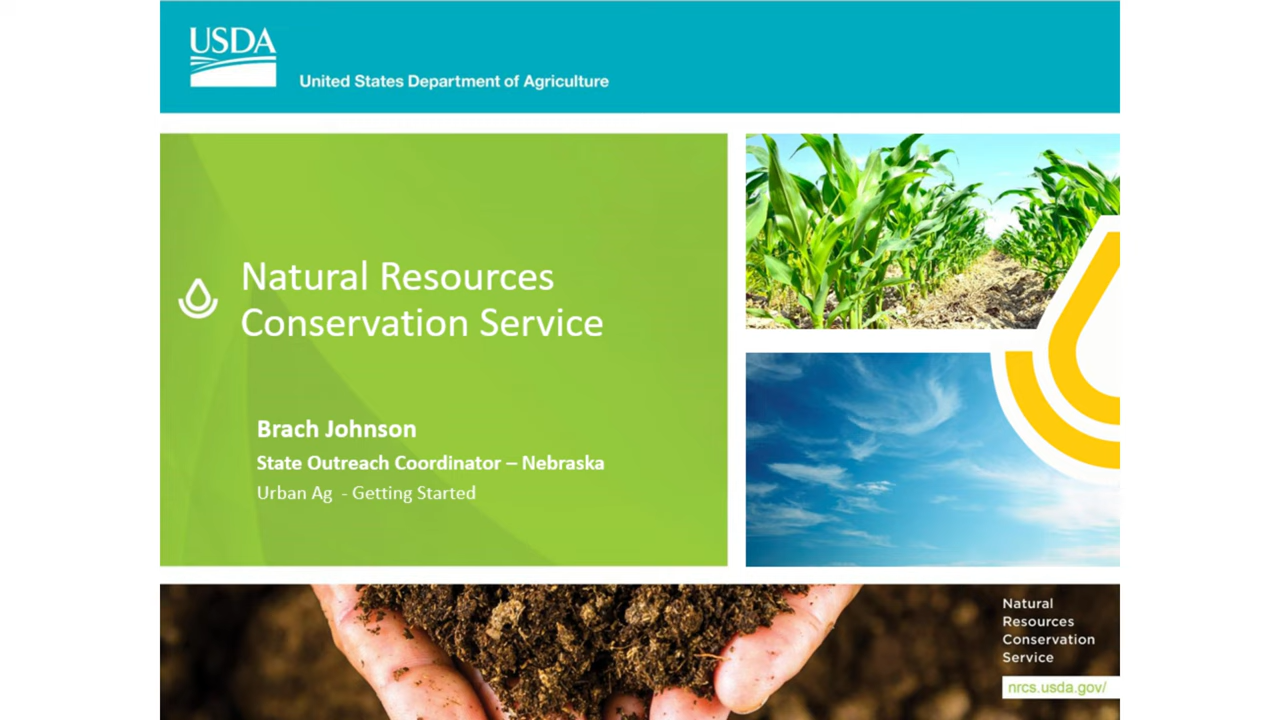 USDA
United States Department of Agriculture
Natural Resources
Conservation Service
Brach Johnson
State Outreach Coordinator – Nebraska
Urban Ag - Getting Started
Natural
Resources
Conservation
Service
nrcs.usda.gov/